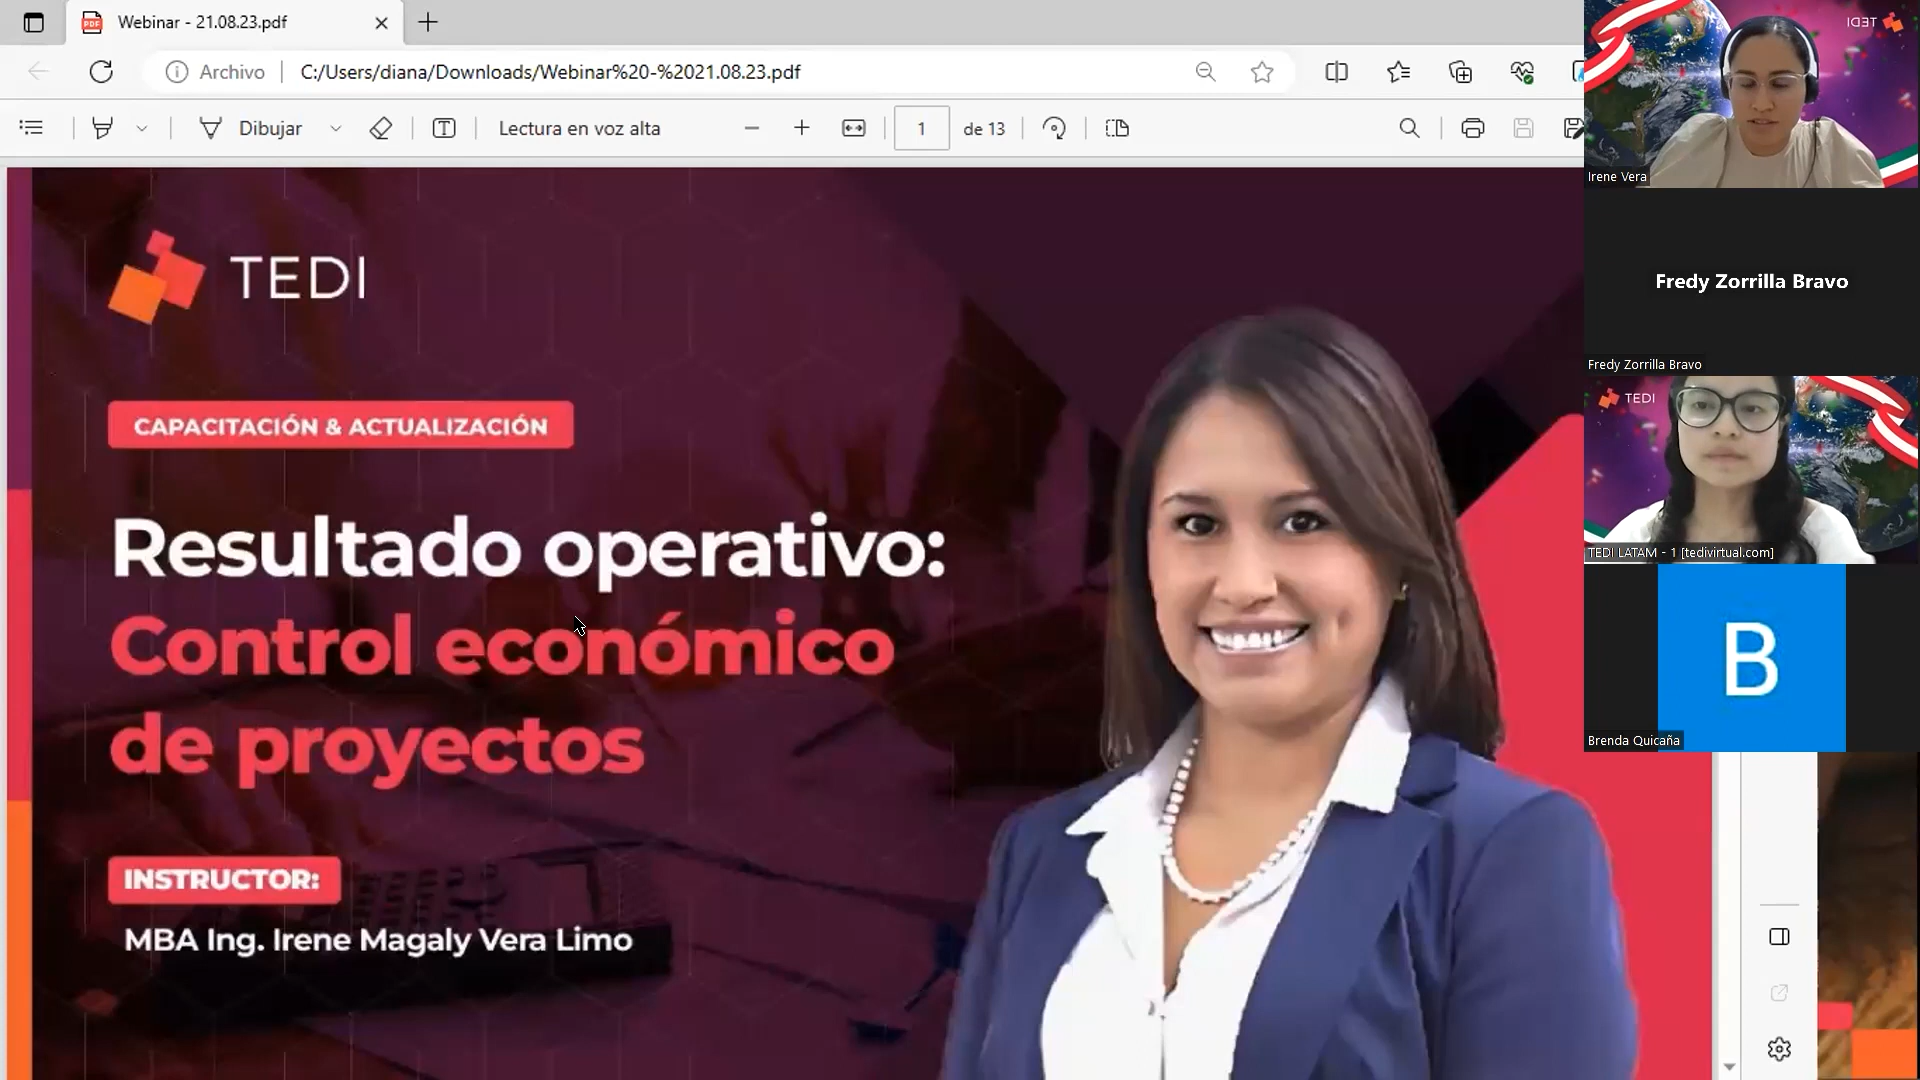 Webinar - 21.08.23.pdf
Archivo
C:/Users/diana/Downloads/Webinar%20-%2021.08.23.pdf
Dibujar
Lectura en voz alta
1
de 13
TEDI
CAPACITACIÓN & ACTUALIZACIÓN
Resultado operativo:
Control económico
de proyectos
INSTRUCTOR:
MBA Ing. Irene Magaly Vera Limo
TEDI
Irene Vera
Fredy Zorrilla Bravo
Fredy Zorrilla Bravo
TEDI
TEDI LATAM - 1 [tedivirtual.com]
B
Brenda Quicaña